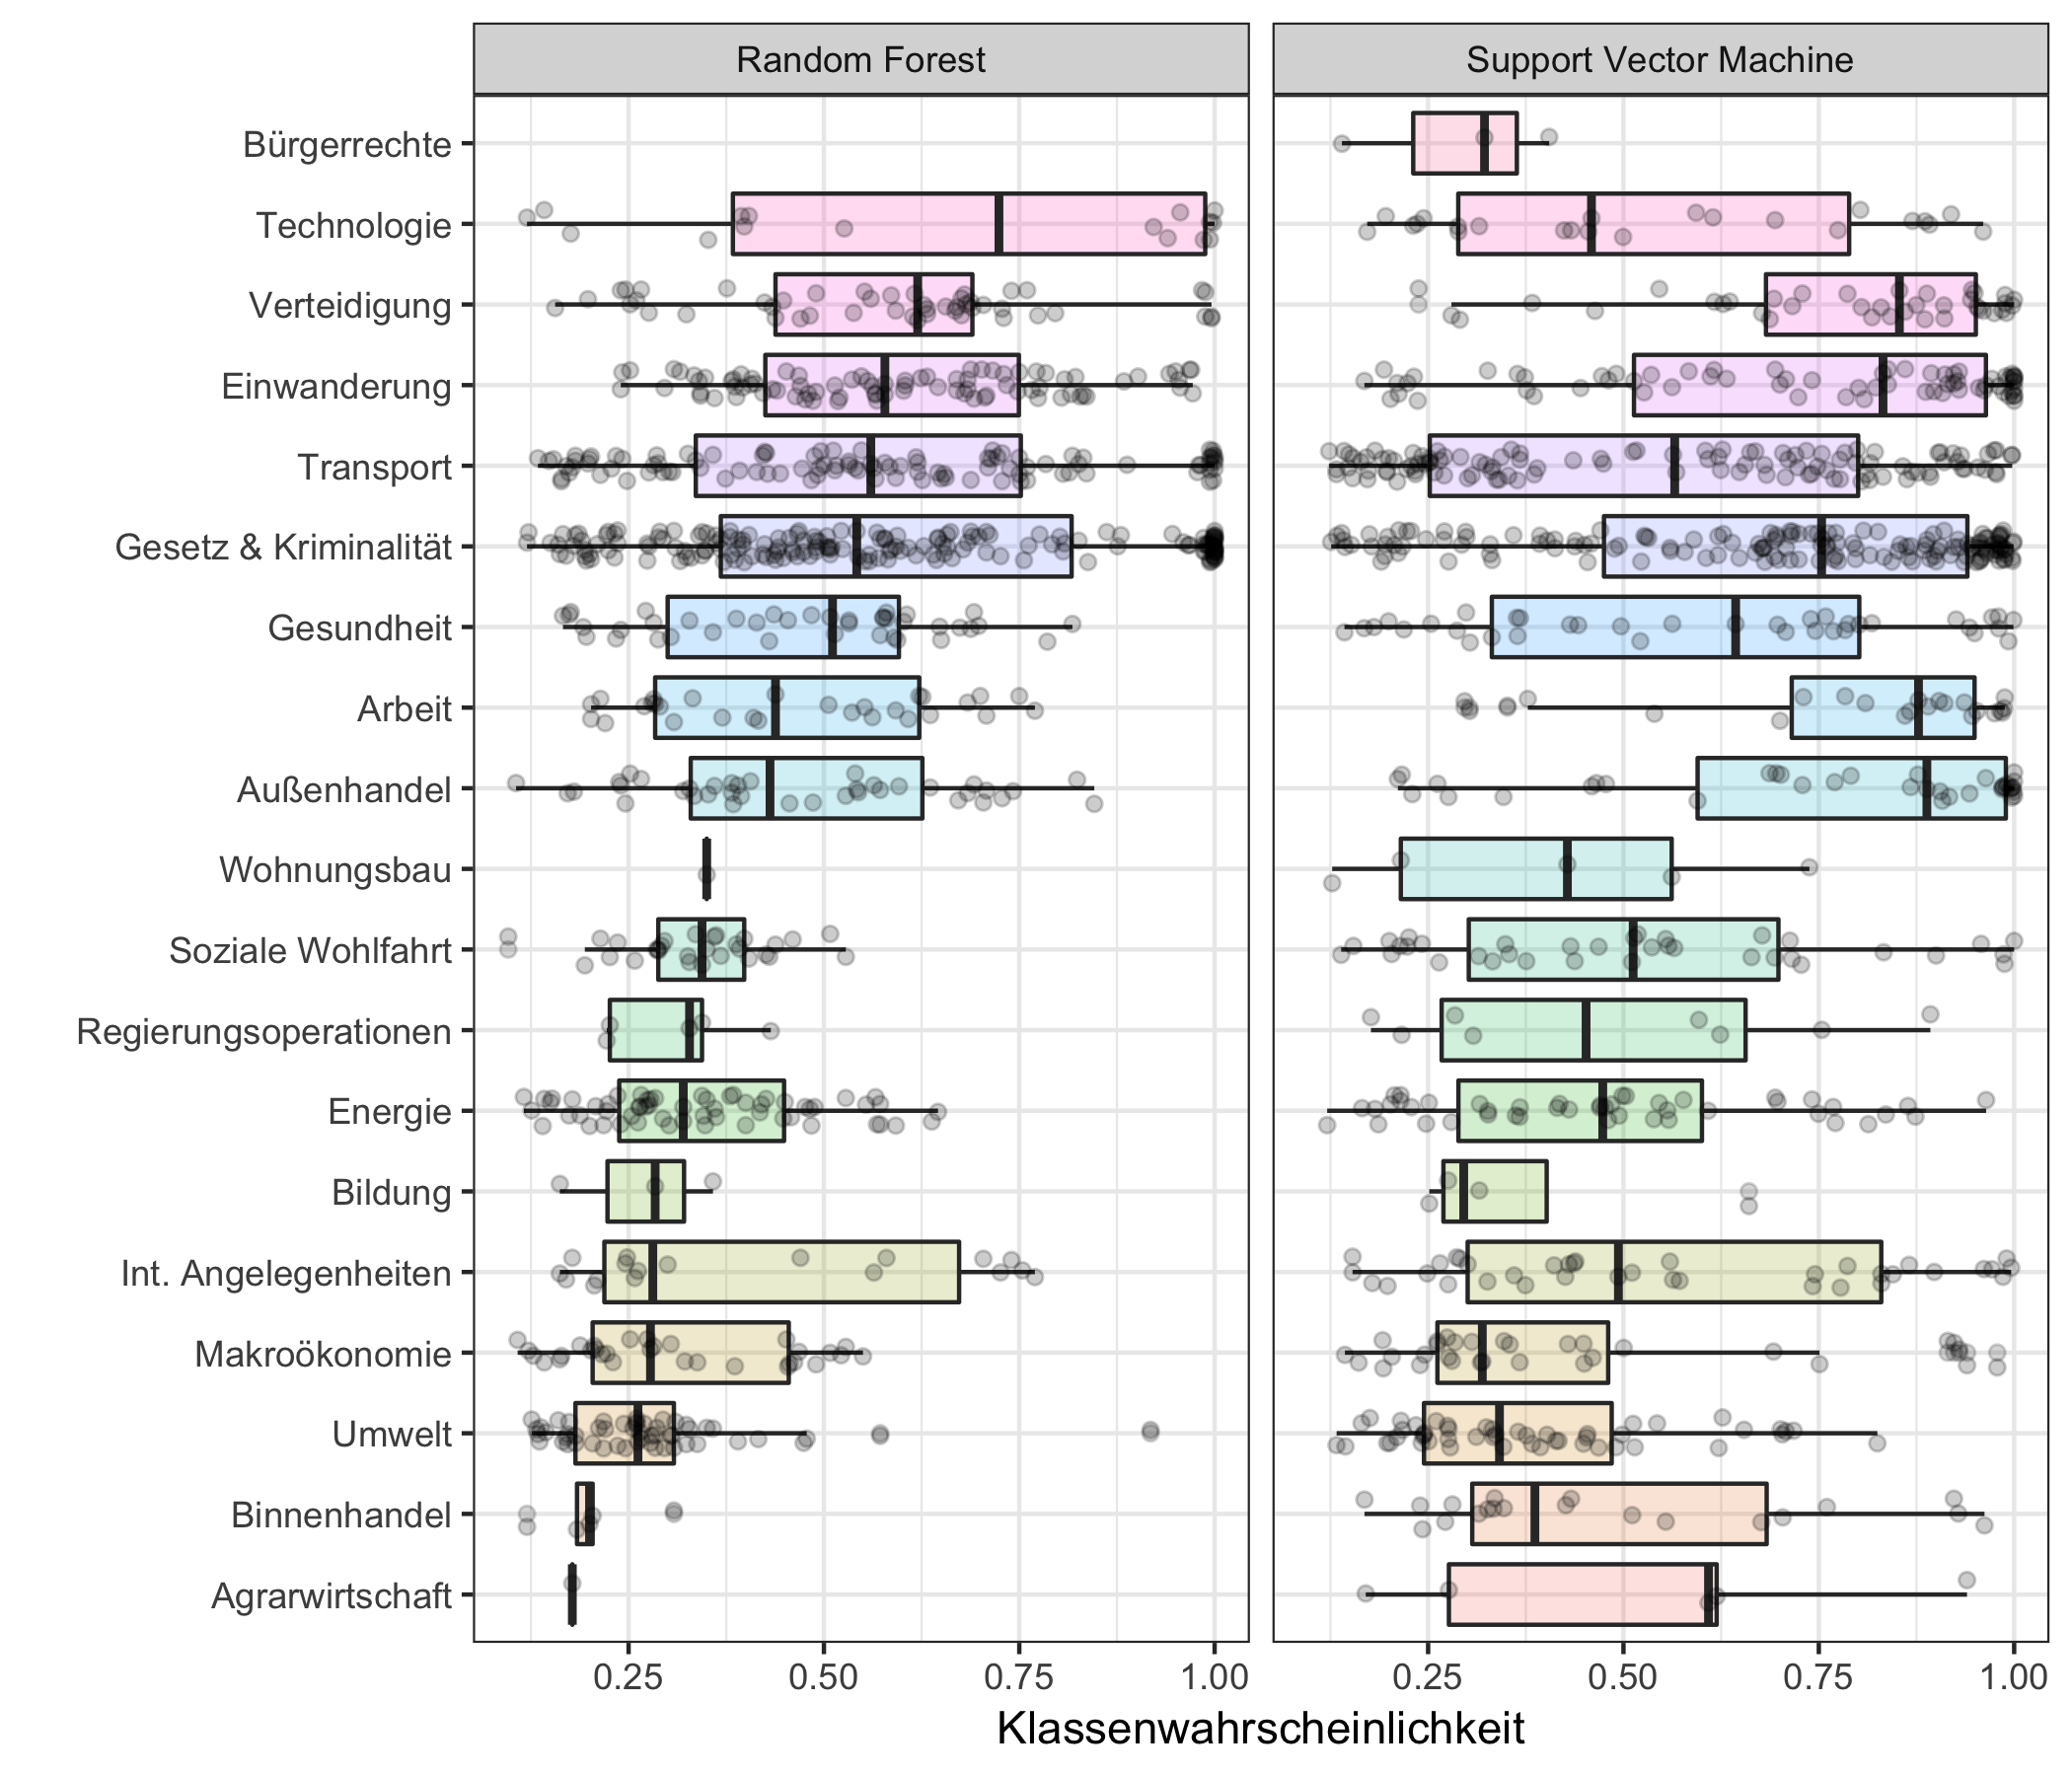 Random Forest
Support Vector Machine
Bürgerrechte
Technologie
Verteidigung
Einwanderung
Transport
Gesetz & Kriminalität
Gesundheit
Arbeit
Außenhandel
Wohnungsbau
Soziale Wohlfahrt
Regierungsoperationen
Energie
Bildung
Int. Angelegenheiten
Makroökonomie
Umwelt
Binnenhandel
Agrarwirtschaft
0.25 0.50 0.75 1.00
0.25 0.50 0.75 1.00
Klassenwahrscheinlichkeit